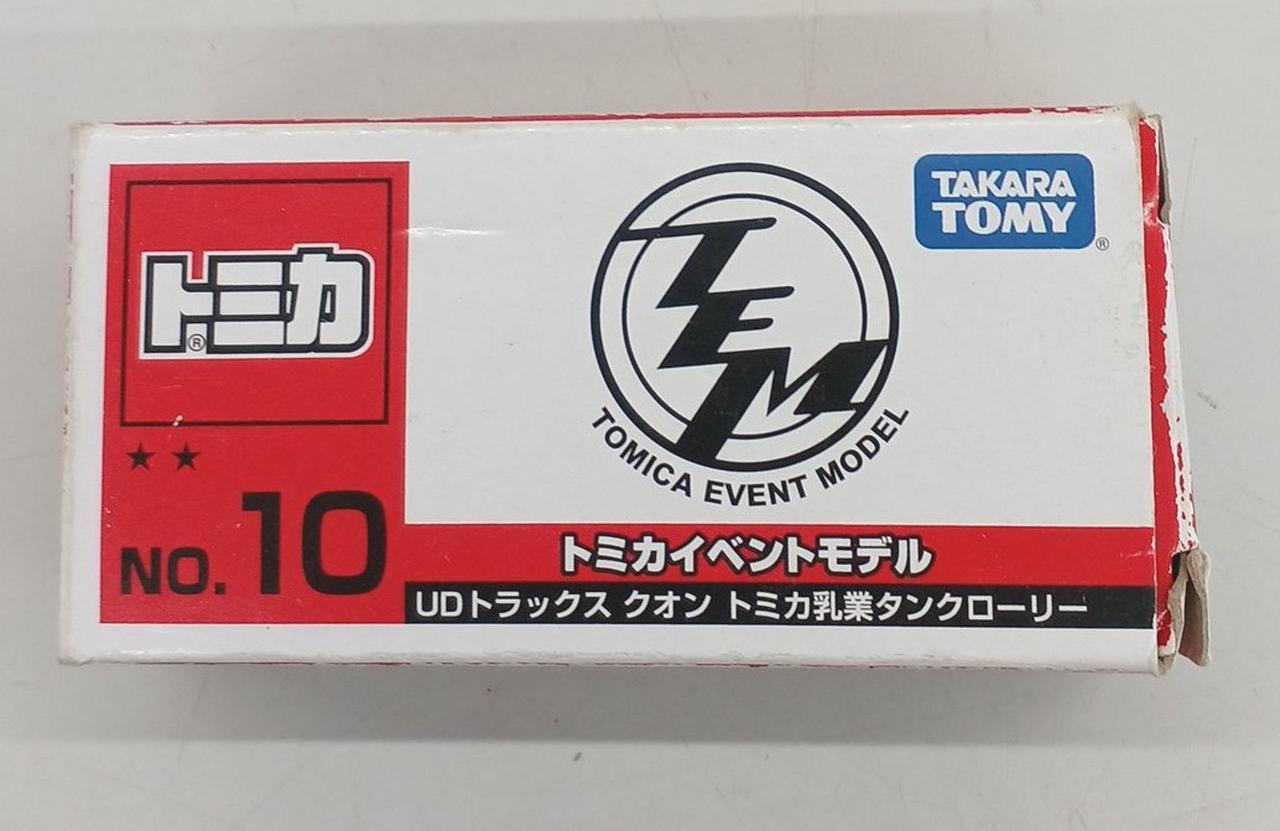 トミカ®
★★
NO.10
TEM
TOMICA EVENT MODEL
TAKARA
TOMY®
トミカイベントモデル
UDトラックス クオン トミカ乳業タンクローリー